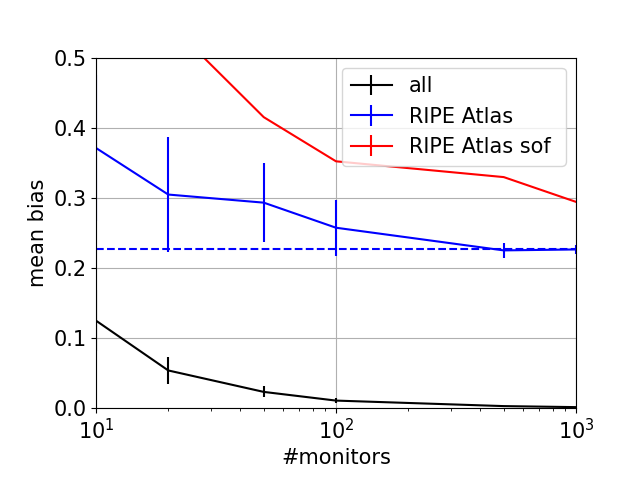 0.5
0.4
0.3
0.2
0.1
0.0
mean bias
10¹
10²
10³
#monitors
all
RIPE Atlas
RIPE Atlas sof